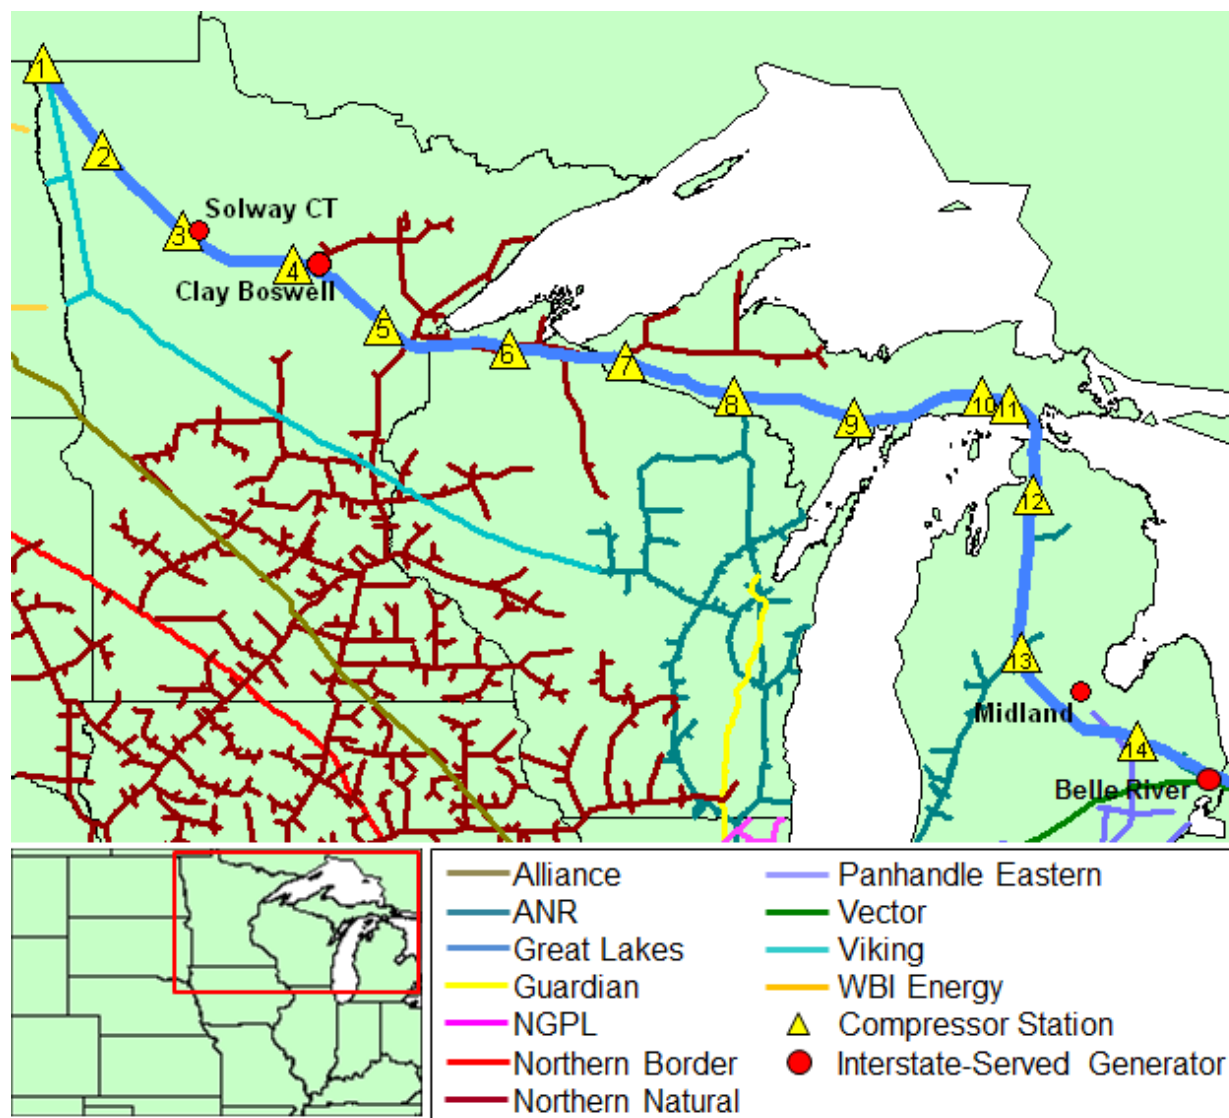 1
2
Solway CT
3
4
Clay Boswell
5
6
7
8
9
10
11
12
13
Midland
14
Belle River
Alliance
ANR
Great Lakes
Guardian
NGPL
Northern Border
Northern Natural
Panhandle Eastern
Vector
Viking
WBI Energy
Compressor Station
Interstate-Served Generator